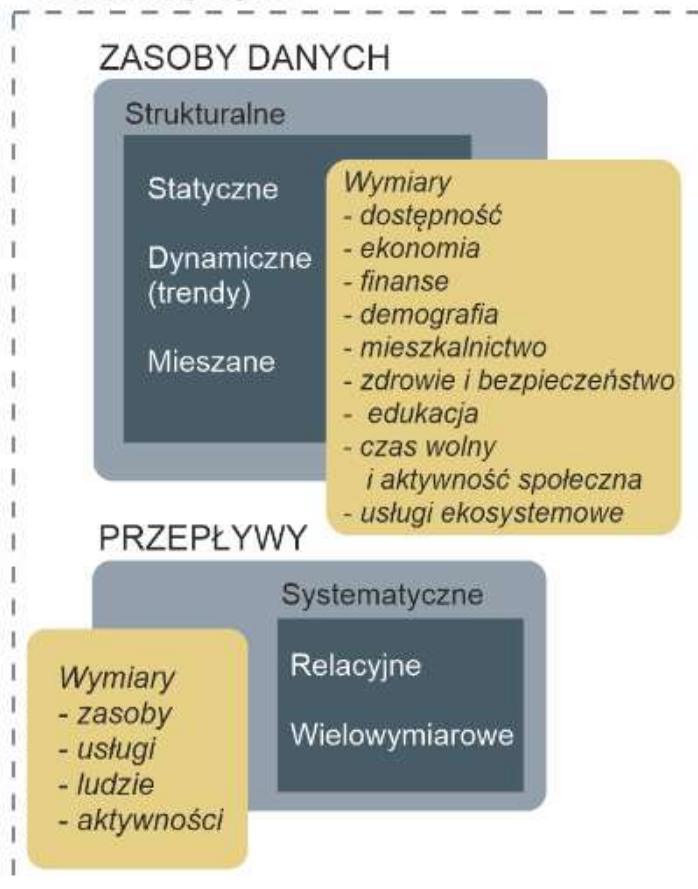 ZASOBY DANYCH
Strukturalne
Statyczne
Dynamiczne
(trendy)
Mieszane
Wymiary
- dostępność
- ekonomia
- finanse
- demografia
- mieszkalnictwo
- zdrowie i bezpieczeństwo
- edukacja
- czas wolny
i aktywność społeczna
- usługi ekosystemowe
PRZEPŁYWY
Systematyczne
Relacyjne
Wielowymiarowe
Wymiary
- zasoby
- usługi
- ludzie
- aktywności